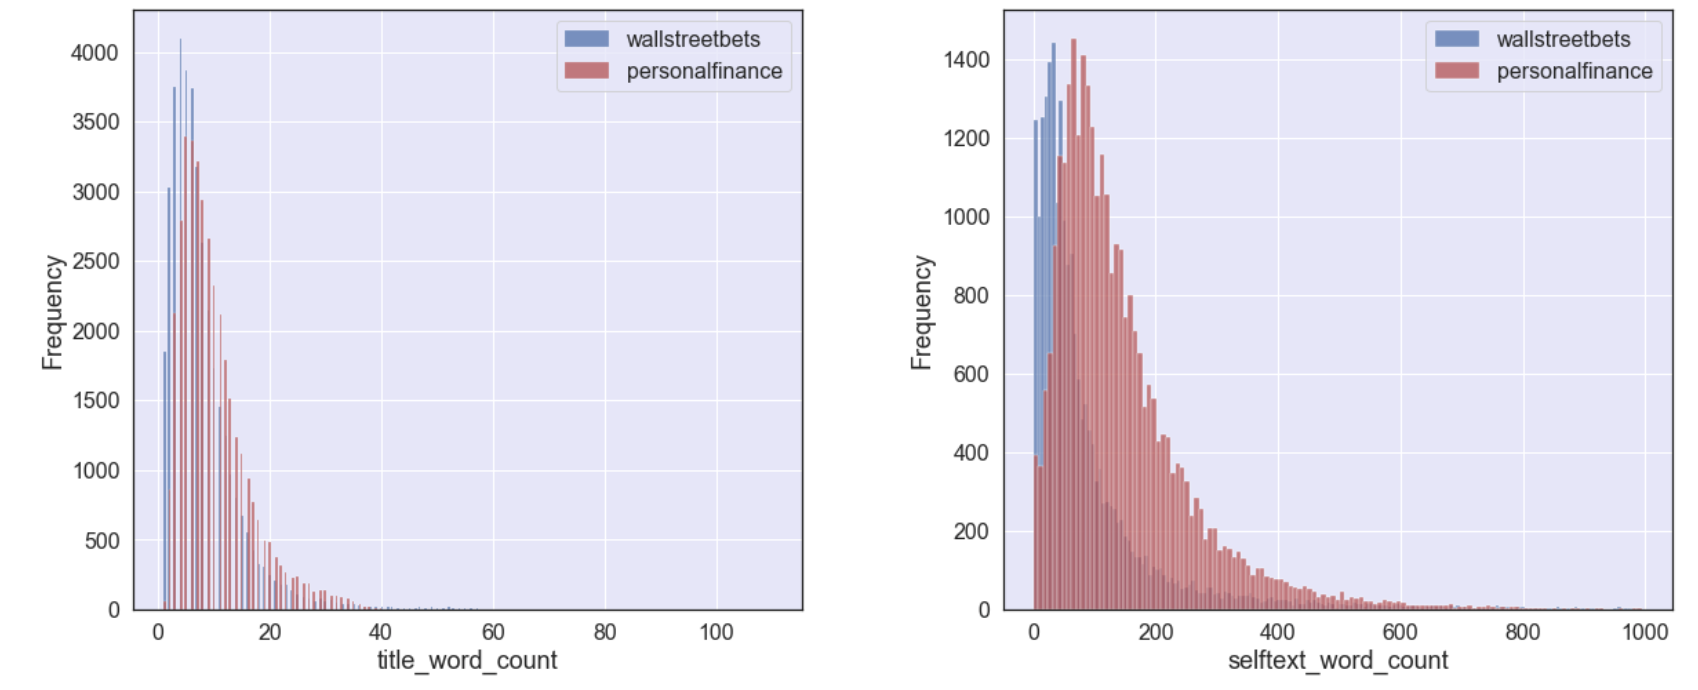 wallstreetbets
personalfinance
4000
3500
3000
2500
2000
1500
1000
500
0
Frequency
0 20 40 60 80 100
title_word_count
wallstreetbets
personalfinance
1400
1200
1000
800
600
400
200
0
Frequency
0 200 400 600 800 1000
selftext_word_count